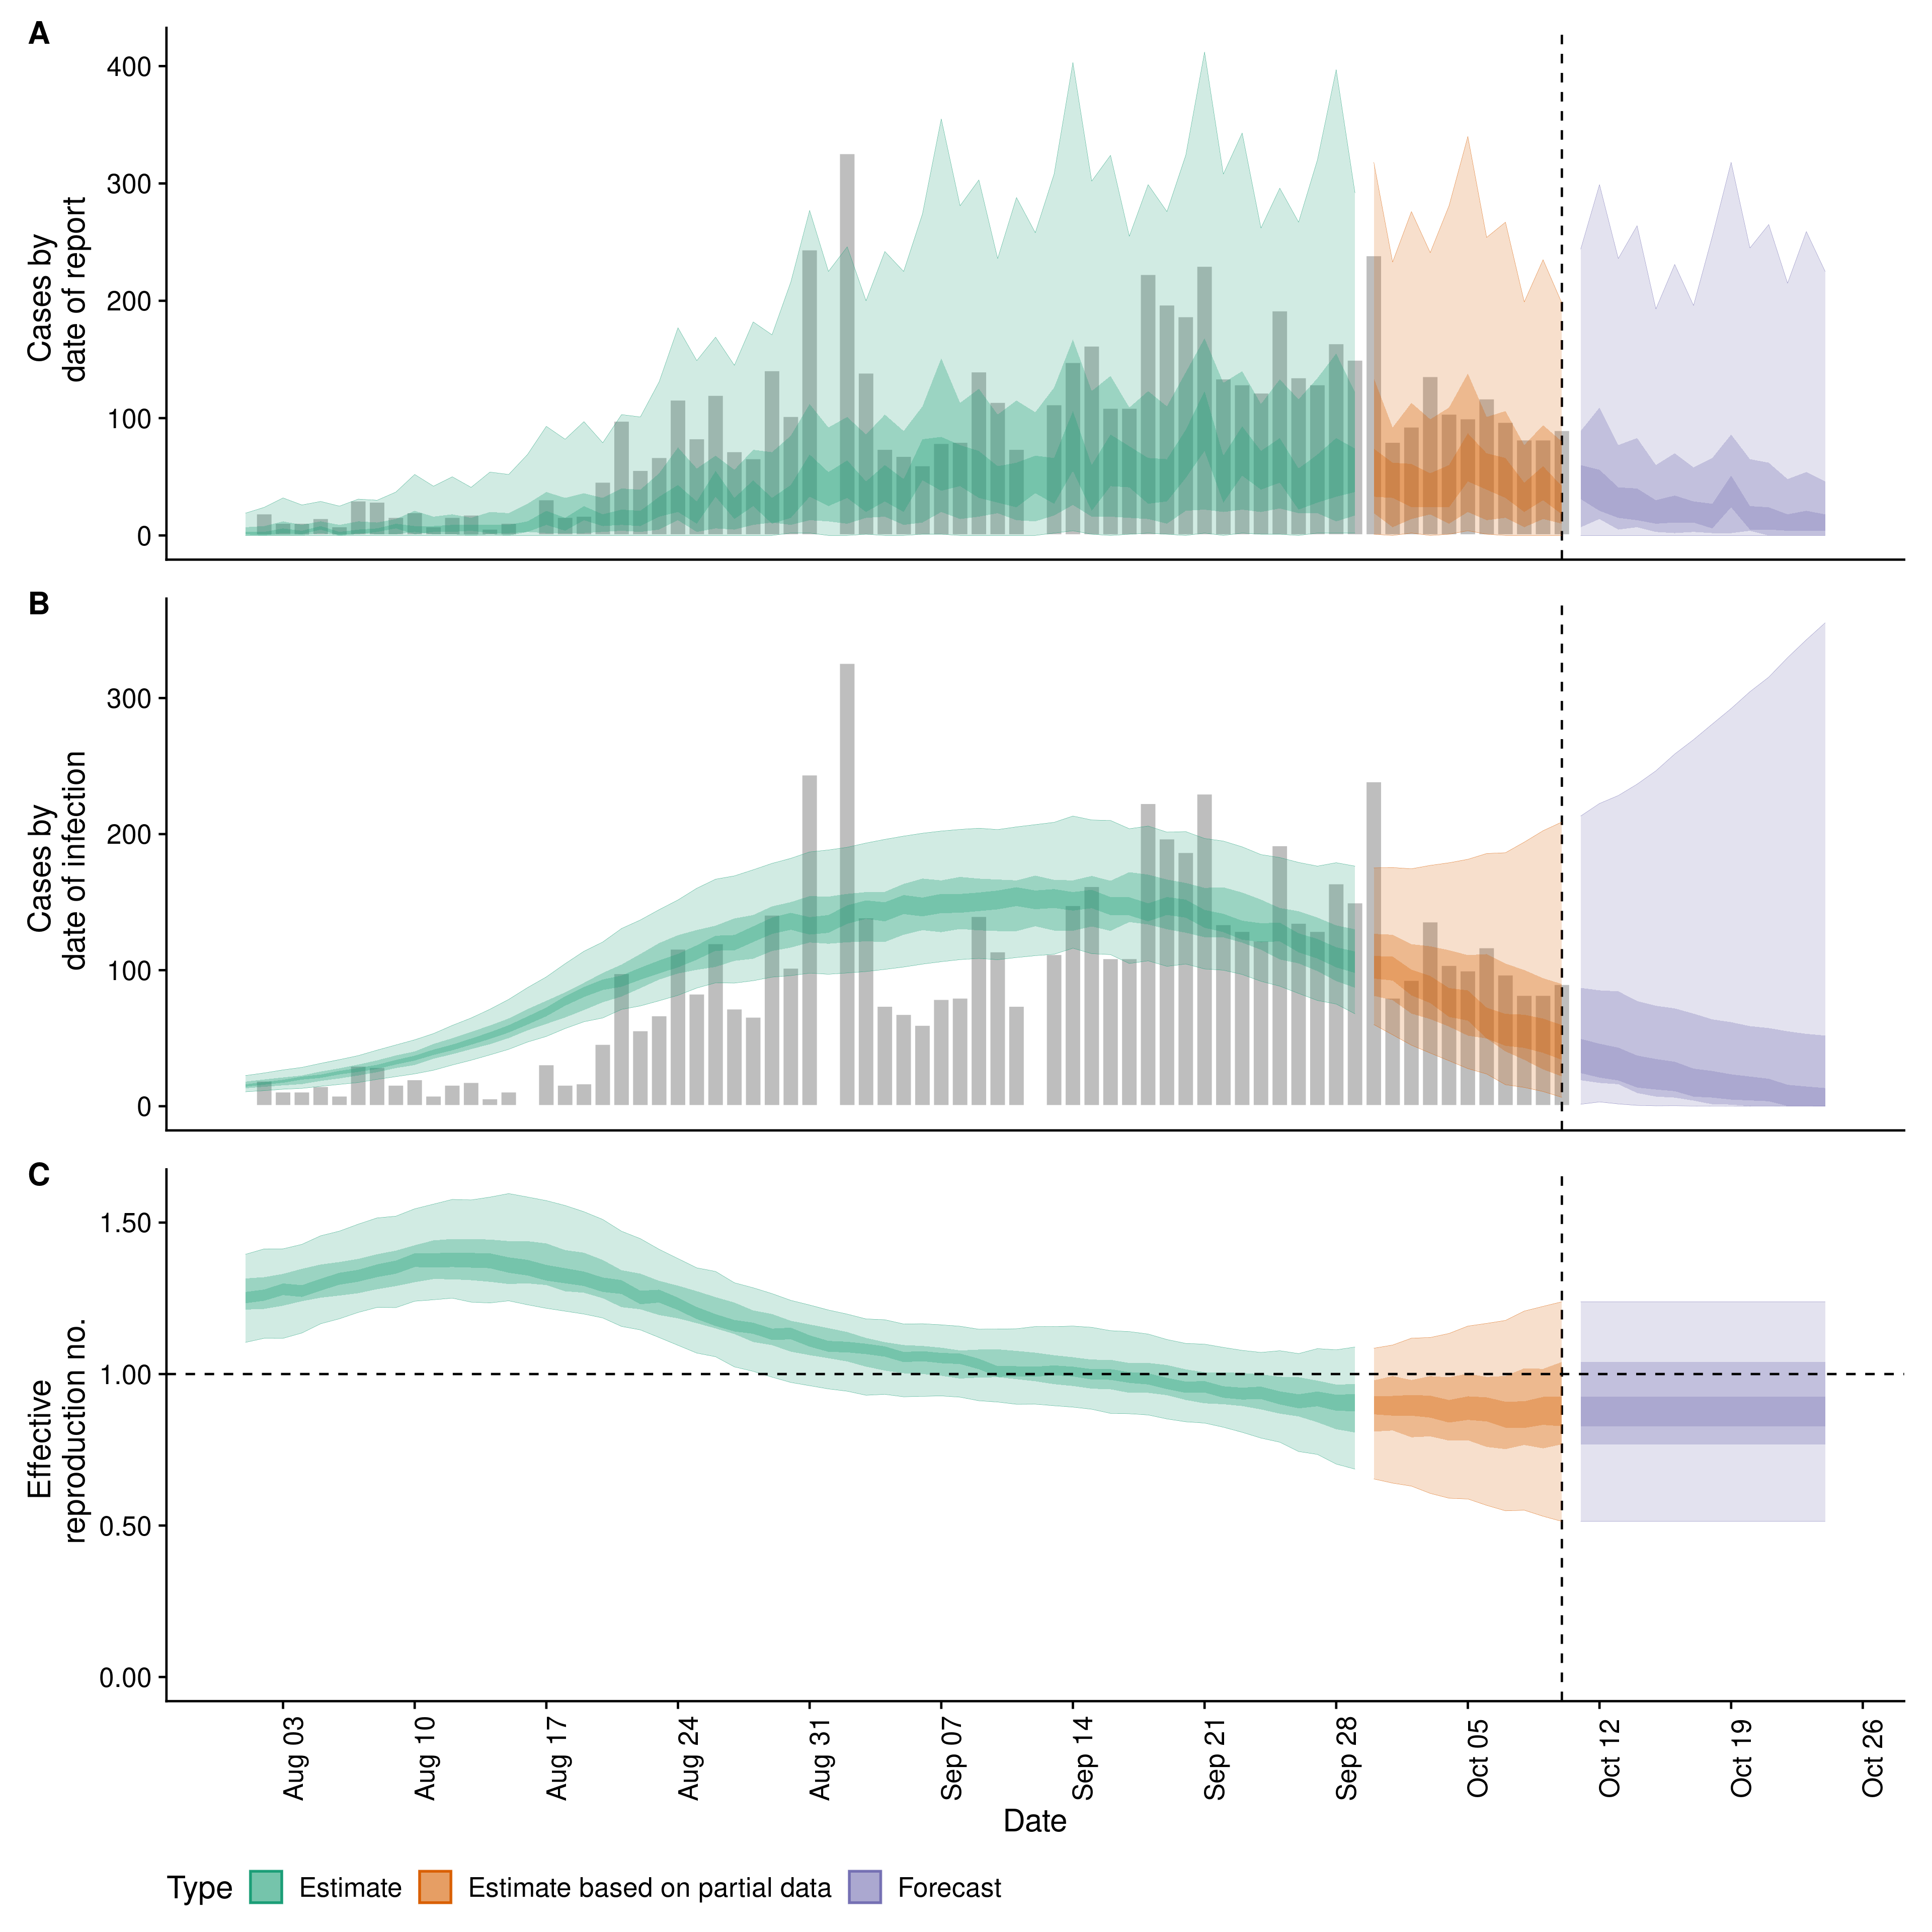 A
400
300
200
100
0
Cases by
date of report
B
300
200
100
0
Cases by
date of infection
C
1.50
1.00
0.50
0.00
Effective
reproduction no.
Aug 03
Aug 10
Aug 17
Aug 24
Aug 31
Sep 07
Sep 14
Sep 21
Sep 28
Oct 05
Oct 12
Oct 19
Oct 26
Date
Type Estimate Estimate based on partial data Forecast